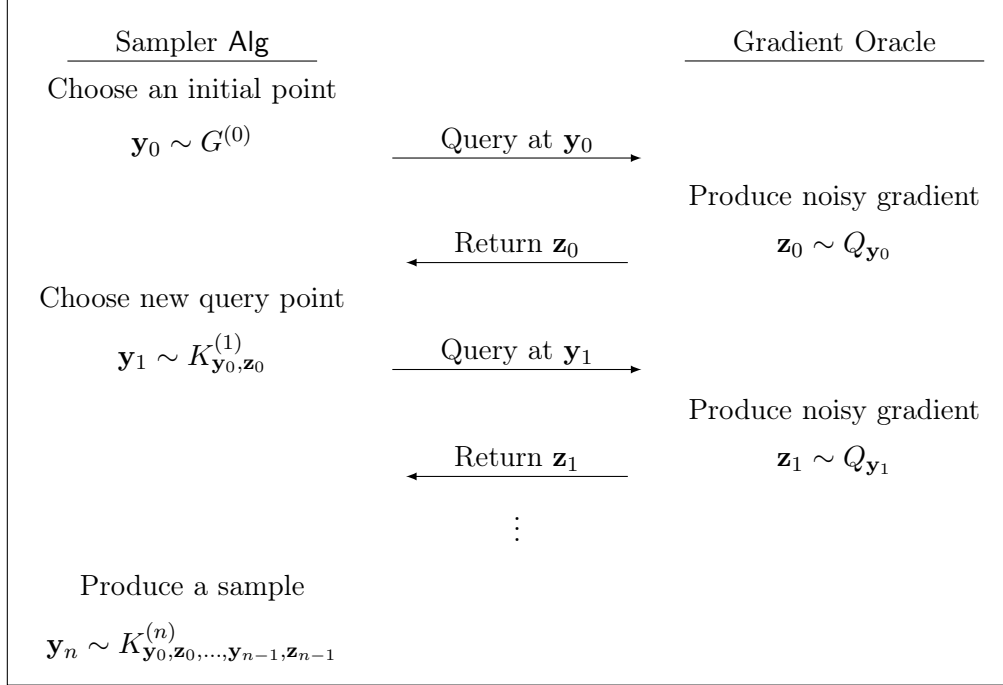 Sampler Alg Gradient Oracle
Choose an initial point
y₀ ∼ G⁽⁰⁾ Query at y₀
Produce noisy gradient
Return z₀ z₀ ∼ Q_{y₀}
Choose new query point
y₁ ∼ K⁽¹⁾_{y₀,z₀} Query at y₁
Produce noisy gradient
Return z₁ z₁ ∼ Q_{y₁}
⋮
Produce a sample
yₙ ∼ K⁽ⁿ⁾_{y₀,z₀,...,yₙ₋₁,zₙ₋₁}